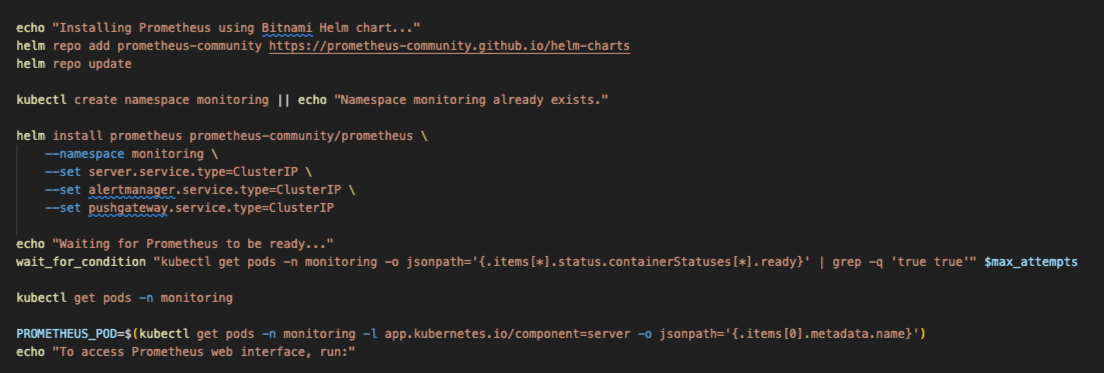 echo "Installing Prometheus using Bitnami Helm chart..."
helm repo add prometheus-community https://prometheus-community.github.io/helm-charts
helm repo update
kubectl create namespace monitoring || echo "Namespace monitoring already exists."
helm install prometheus prometheus-community/prometheus \
    --namespace monitoring \
    --set server.service.type=ClusterIP \
    --set alertmanager.service.type=ClusterIP \
    --set pushgateway.service.type=ClusterIP
echo "Waiting for Prometheus to be ready..."
wait_for_condition "kubectl get pods -n monitoring -o jsonpath='{.items[*].status.containerStatuses[*].ready}' | grep -q 'true true'" $max_attempts
kubectl get pods -n monitoring
PROMETHEUS_POD=$(kubectl get pods -n monitoring -l app.kubernetes.io/component=server -o jsonpath='{.items[0].metadata.name}')
echo "To access Prometheus web interface, run:"